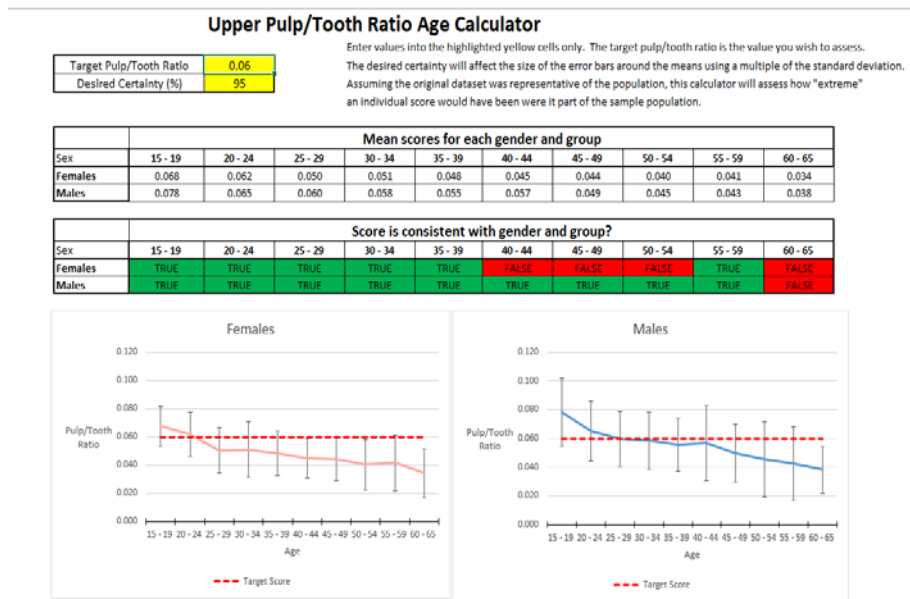 Upper Pulp/Tooth Ratio Age Calculator
Enter values into the highlighted yellow cells only. The target pulp/tooth ratio is the value you wish to assess.
Target Pulp/Tooth Ratio 0.06 The desired certainty will affect the size of the error bars around the means using a multiple of the standard deviation.
Desired Certainty (%) 95 Assuming the original dataset was representative of the population, this calculator will assess how "extreme"
an individual score would have been were it part of the sample population.
Mean scores for each gender and group
Sex 15 - 19 20 - 24 25 - 29 30 - 34 35 - 39 40 - 44 45 - 49 50 - 54 55 - 59 60 - 65
Females 0.068 0.062 0.050 0.051 0.048 0.045 0.044 0.040 0.041 0.034
Males 0.078 0.065 0.060 0.058 0.055 0.057 0.049 0.045 0.043 0.038
Score is consistent with gender and group?
Sex 15 - 19 20 - 24 25 - 29 30 - 34 35 - 39 40 - 44 45 - 49 50 - 54 55 - 59 60 - 65
Females TRUE TRUE TRUE TRUE TRUE FALSE FALSE FALSE TRUE FALSE
Males TRUE TRUE TRUE TRUE TRUE TRUE TRUE TRUE TRUE FALSE
Females
0.120
0.100
0.080
Pulp/Tooth
Ratio
0.060
0.040
0.020
0.000
15 - 19 20 - 24 25 - 29 30 - 34 35 - 39 40 - 44 45 - 49 50 - 54 55 - 59 60 - 65
Age
Target Score
Males
0.120
0.100
0.080
Pulp/Tooth
Ratio
0.060
0.040
0.020
0.000
15 - 19 20 - 24 25 - 29 30 - 34 35 - 39 40 - 44 45 - 49 50 - 54 55 - 59 60 - 65
Age
Target Score